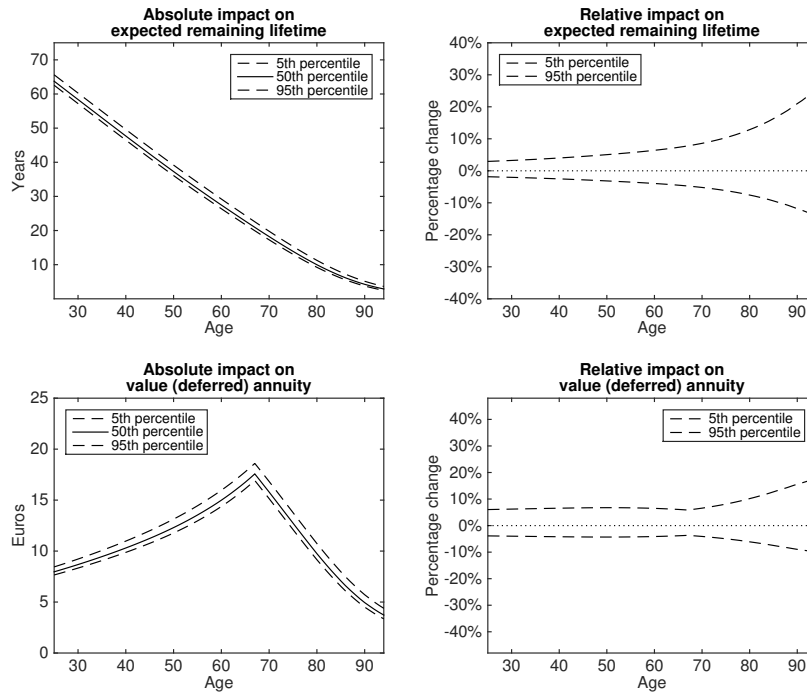 Absolute impact on
expected remaining lifetime
70
60
50
40
30
20
10
Years
5th percentile
50th percentile
95th percentile
30 40 50 60 70 80 90
Age
Relative impact on
expected remaining lifetime
40%
30%
20%
10%
0%
-10%
-20%
-30%
-40%
Percentage change
5th percentile
95th percentile
30 40 50 60 70 80 90
Age
Absolute impact on
value (deferred) annuity
25
20
15
10
5
0
Euros
5th percentile
50th percentile
95th percentile
30 40 50 60 70 80 90
Age
Relative impact on
value (deferred) annuity
40%
30%
20%
10%
0%
-10%
-20%
-30%
-40%
Percentage change
5th percentile
95th percentile
30 40 50 60 70 80 90
Age